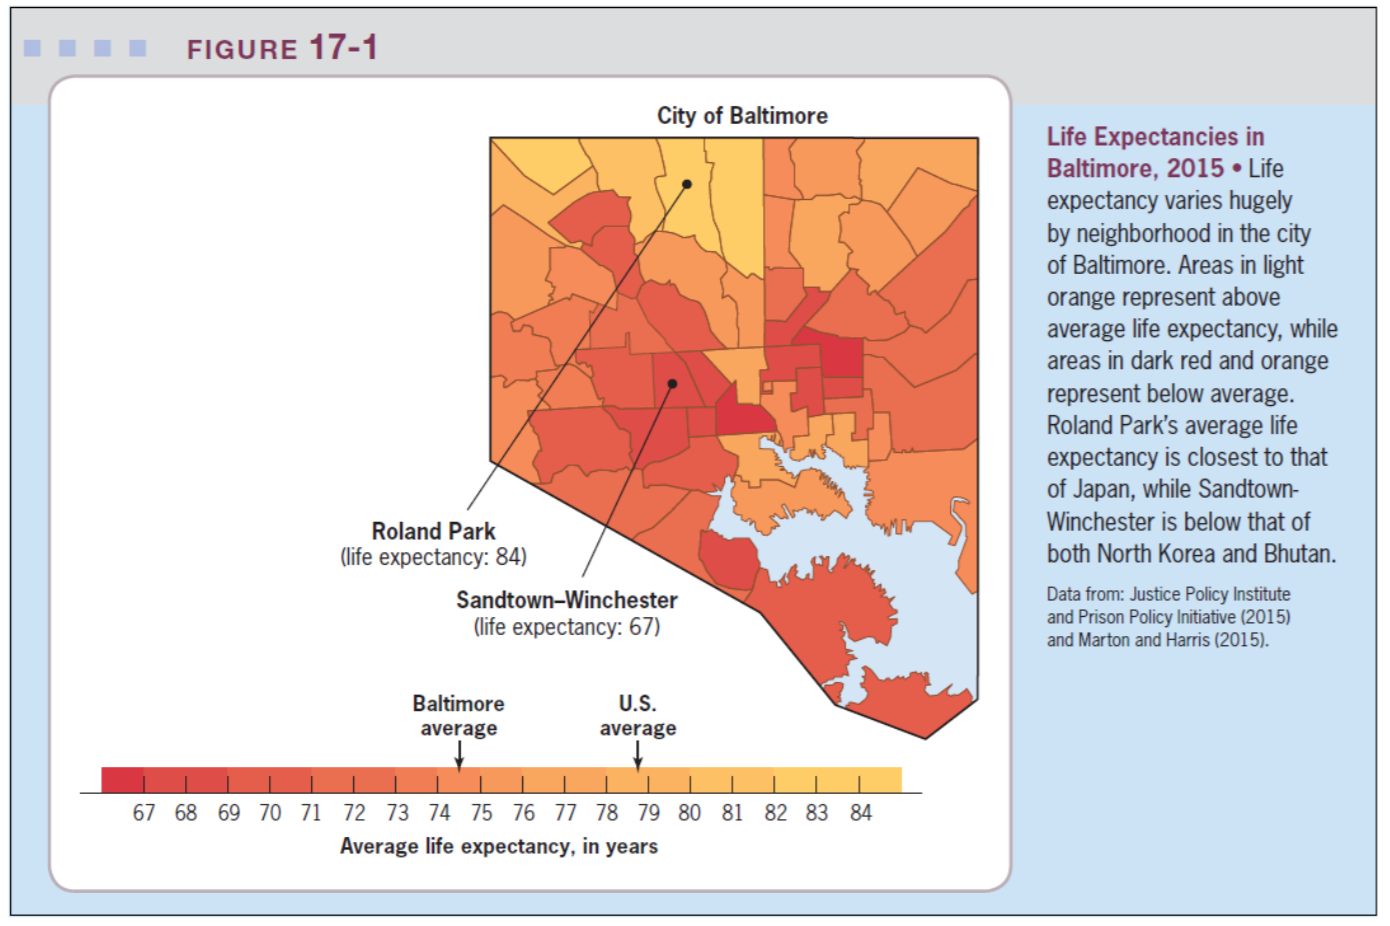 FIGURE 17-1
City of Baltimore
Roland Park
(life expectancy: 84)
Sandtown–Winchester
(life expectancy: 67)
Baltimore
average
U.S.
average
67 68 69 70 71 72 73 74 75 76 77 78 79 80 81 82 83 84
Average life expectancy, in years
Life Expectancies in
Baltimore, 2015 • Life
expectancy varies hugely
by neighborhood in the city
of Baltimore. Areas in light
orange represent above
average life expectancy, while
areas in dark red and orange
represent below average.
Roland Park's average life
expectancy is closest to that
of Japan, while Sandtown-
Winchester is below that of
both North Korea and Bhutan.
Data from: Justice Policy Institute
and Prison Policy Initiative (2015)
and Marton and Harris (2015).